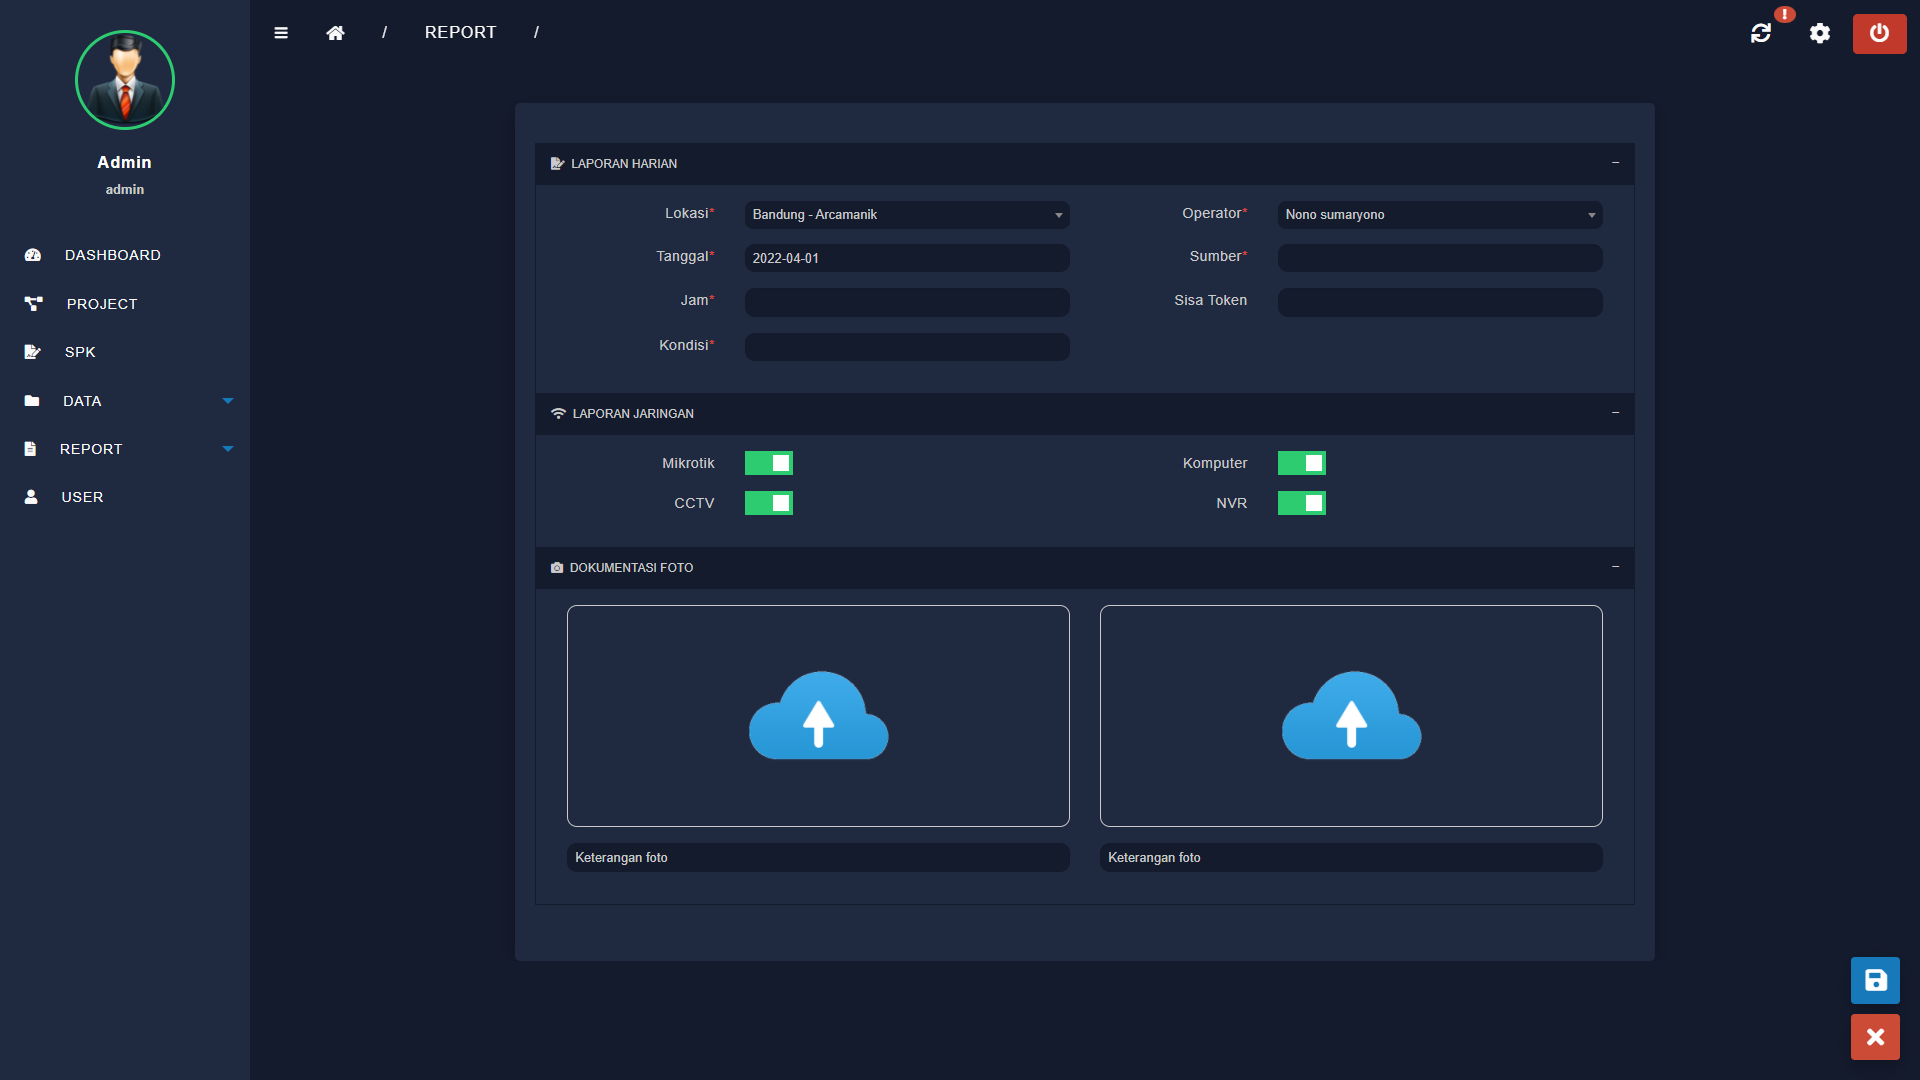 / REPORT /
!
Admin
admin
DASHBOARD
PROJECT
SPK
DATA
REPORT
USER
LAPORAN HARIAN
Lokasi* Bandung - Arcamanik
Operator* Nono sumaryono
Tanggal* 2022-04-01
Sumber*
Jam*
Sisa Token
Kondisi*
LAPORAN JARINGAN
Mikrotik
Komputer
CCTV
NVR
DOKUMENTASI FOTO
Keterangan foto
Keterangan foto